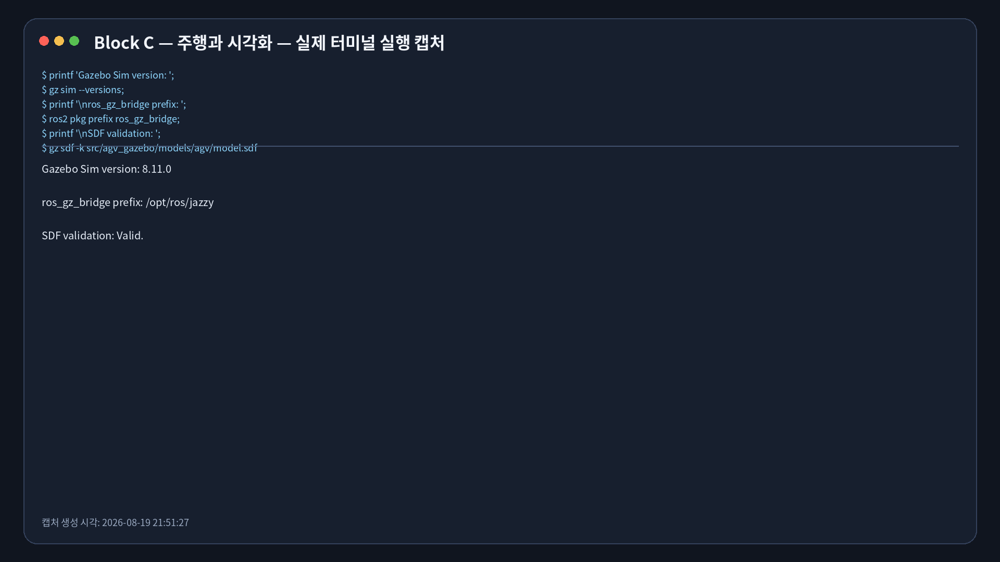 Block C — 주행과 시각화 — 실제 터미널 실행 캡처
$ printf 'Gazebo Sim version: ';
$ gz sim --versions;
$ printf '\nros_gz_bridge prefix: ';
$ ros2 pkg prefix ros_gz_bridge;
$ printf '\nSDF validation: ';
$ gz sdf -k src/agv_gazebo/models/agv/model.sdf
Gazebo Sim version: 8.11.0
ros_gz_bridge prefix: /opt/ros/jazzy
SDF validation: Valid.
캡처 생성 시각: 2026-08-19 21:51:27